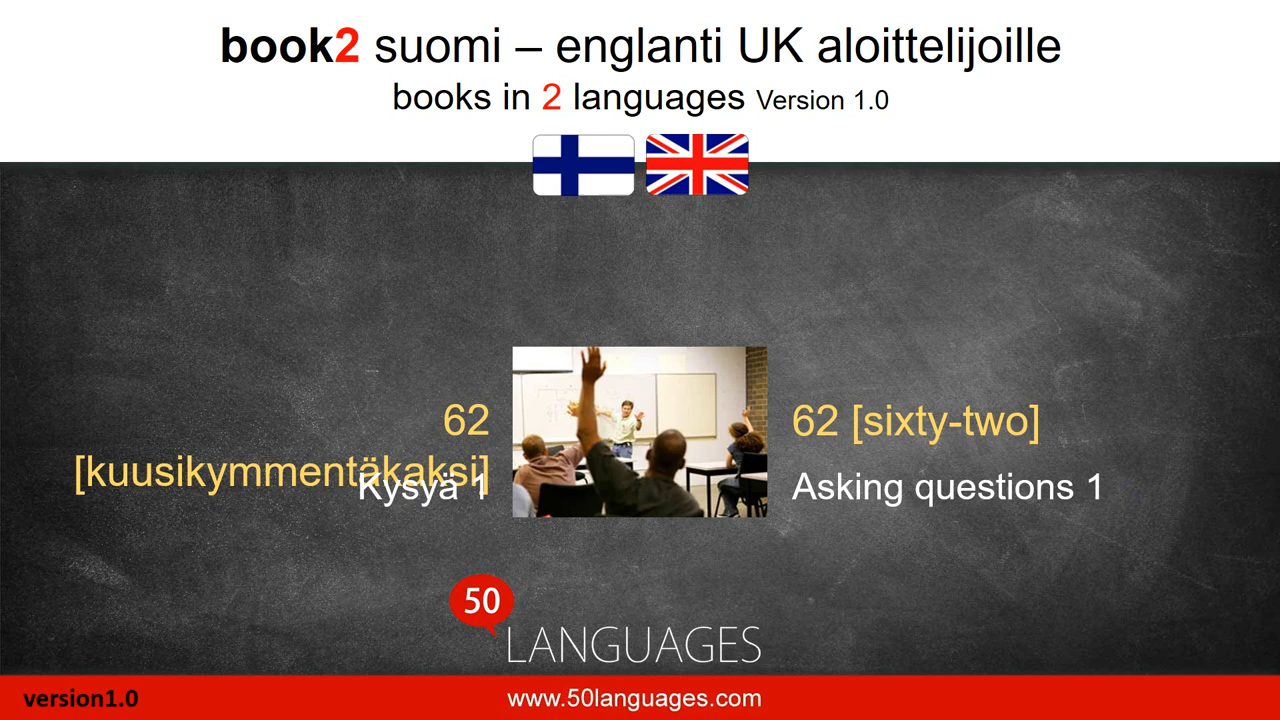 book2 suomi – englanti UK aloittelijoille
books in 2 languages Version 1.0
62
[kuusikymmentäkaksi]
Kysyä 1
62 [sixty-two]
Asking questions 1
50
LANGUAGES
version1.0
www.50languages.com